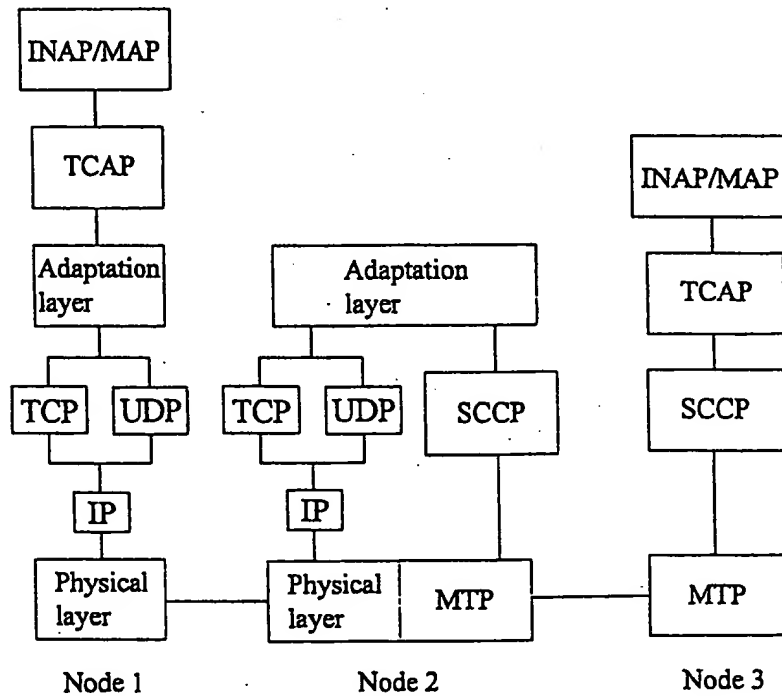 INAP/MAP
TCAP
Adaptation
layer
TCP
UDP
IP
Physical
layer
Node 1
Adaptation
layer
TCP
UDP
SCCP
IP
Physical
layer
MTP
Node 2
INAP/MAP
TCAP
SCCP
MTP
Node 3